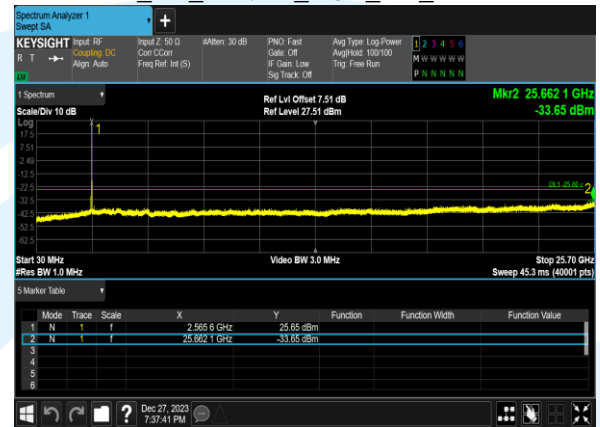 Spectrum Analyzer 1
Swept SA
+
KEYSIGHT Input: RF Input Z: 50 Ω #Atten: 30 dB PNO: Fast Avg Type: Log-Power 1 2 3 4 5 6
R T Coupling: DC Corr CCorr Gate: Off Avg|Hold: 100/100 M W W W W W
Align: Auto Freq Ref: Int (S) IF Gain: Low Trig: Free Run
Sig Track: Off P N N N N N
1 Spectrum
Ref Lvl Offset 7.51 dB Mkr2 25.662 1 GHz
Scale/Div 10 dB Ref Level 27.51 dBm -33.65 dBm
Log
1
17.5
7.51
-2.49
-12.5
-22.5
DL1 -25.00
2
-32.5
-42.5
-52.5
-62.5
Start 30 MHz Video BW 3.0 MHz Stop 25.70 GHz
#Res BW 1.0 MHz Sweep 45.3 ms (40001 pts)
5 Marker Table
Mode Trace Scale X Y Function Function Width Function Value
1 N 1 f 2.565 6 GHz 25.65 dBm
2 N 1 f 25.662 1 GHz -33.65 dBm
3
4
5
6
? Dec 27, 2023
7:37:41 PM